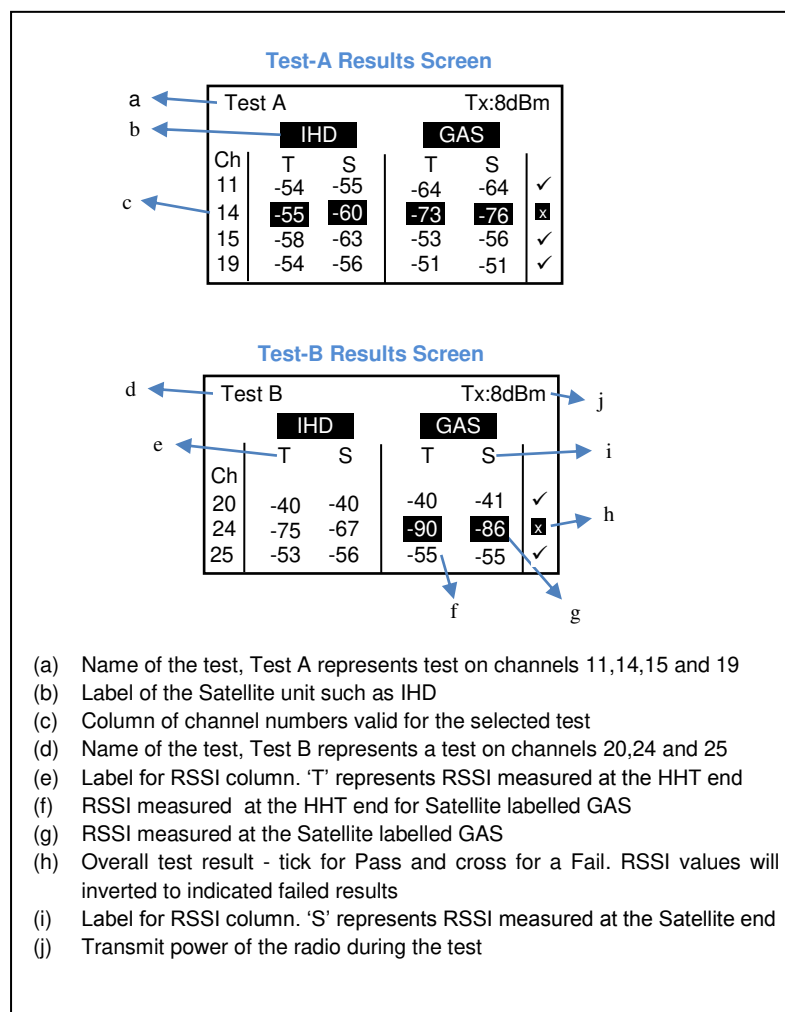 Test-A Results Screen
a
Test A Tx:8dBm
b
IHD GAS
Ch T S T S
11 -54 -55 -64 -64 ✓
c
14 -55 -60 -73 -76 x
15 -58 -63 -53 -56 ✓
19 -54 -56 -51 -51 ✓
Test-B Results Screen
d
Test B Tx:8dBm
j
IHD GAS
e
T S T S
i
Ch
20 -40 -40 -40 -41 ✓
24 -75 -67 -90 -86 x
h
25 -53 -56 -55 -55 ✓
f
g
(a) Name of the test, Test A represents test on channels 11,14,15 and 19
(b) Label of the Satellite unit such as IHD
(c) Column of channel numbers valid for the selected test
(d) Name of the test, Test B represents a test on channels 20,24 and 25
(e) Label for RSSI column. ‘T’ represents RSSI measured at the HHT end
(f) RSSI measured at the HHT end for Satellite labelled GAS
(g) RSSI measured at the Satellite labelled GAS
(h) Overall test result - tick for Pass and cross for a Fail. RSSI values will
inverted to indicated failed results
(i) Label for RSSI column. ‘S’ represents RSSI measured at the Satellite end
(j) Transmit power of the radio during the test